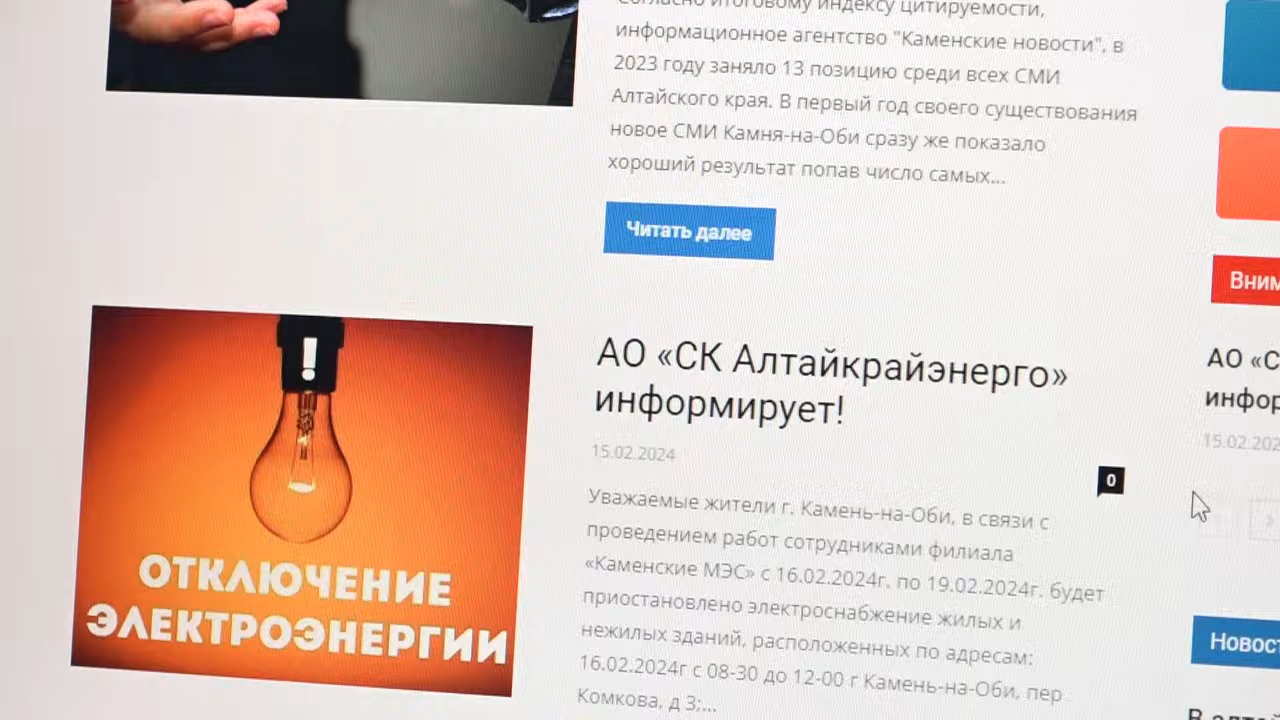 Согласно итоговому индексу цитируемости,
информационное агентство "Каменские новости", в
2023 году заняло 13 позицию среди всех СМИ
Алтайского края. В первый год своего существования
новое СМИ Камня-на-Оби сразу же показало
хороший результат попав число самых...
Читать далее
ОТКЛЮЧЕНИЕ
ЭЛЕКТРОЭНЕРГИИ
АО «СК Алтайкрайэнерго»
информирует!
15.02.2024
0
Уважаемые жители г. Камень-на-Оби, в связи с
проведением работ сотрудниками филиала
«Каменские МЭС» с 16.02.2024г. по 19.02.2024г. будет
приостановлено электроснабжение жилых и
нежилых зданий, расположенных по адресам:
16.02.2024г с 08-30 до 12-00 г Камень-на-Оби, пер
Комкова, д 3;...
Вним
АО «С
инфор
15.02.202
Новос